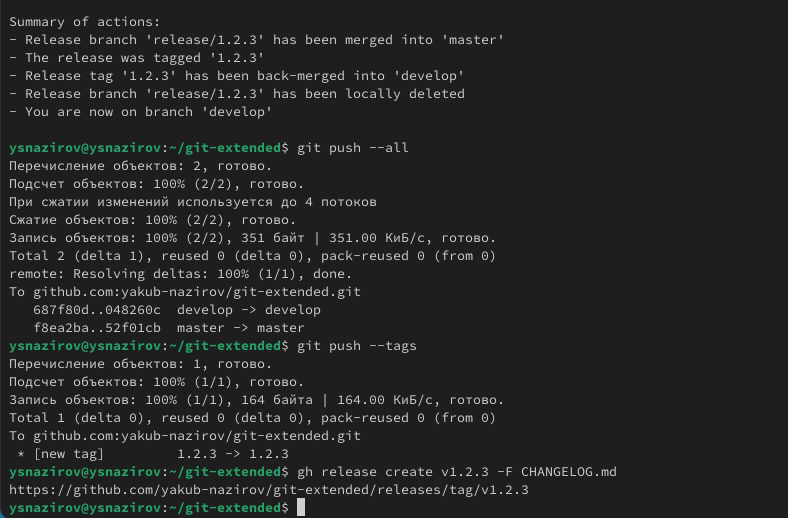 Summary of actions:
- Release branch 'release/1.2.3' has been merged into 'master'
- The release was tagged '1.2.3'
- Release tag '1.2.3' has been back-merged into 'develop'
- Release branch 'release/1.2.3' has been locally deleted
- You are now on branch 'develop'
ysnazirov@ysnazirov:~/git-extended$ git push --all
Перечисление объектов: 2, готово.
Подсчет объектов: 100% (2/2), готово.
При сжатии изменений используется до 4 потоков
Сжатие объектов: 100% (2/2), готово.
Запись объектов: 100% (2/2), 351 байт | 351.00 КиБ/с, готово.
Total 2 (delta 1), reused 0 (delta 0), pack-reused 0 (from 0)
remote: Resolving deltas: 100% (1/1), done.
To github.com:yakub-nazirov/git-extended.git
   687f80d..048260c  develop -> develop
   f8ea2ba..52f01cb  master -> master
ysnazirov@ysnazirov:~/git-extended$ git push --tags
Перечисление объектов: 1, готово.
Подсчет объектов: 100% (1/1), готово.
Запись объектов: 100% (1/1), 164 байта | 164.00 КиБ/с, готово.
Total 1 (delta 0), reused 0 (delta 0), pack-reused 0 (from 0)
To github.com:yakub-nazirov/git-extended.git
 * [new tag]         1.2.3 -> 1.2.3
ysnazirov@ysnazirov:~/git-extended$ gh release create v1.2.3 -F CHANGELOG.md
https://github.com/yakub-nazirov/git-extended/releases/tag/v1.2.3
ysnazirov@ysnazirov:~/git-extended$